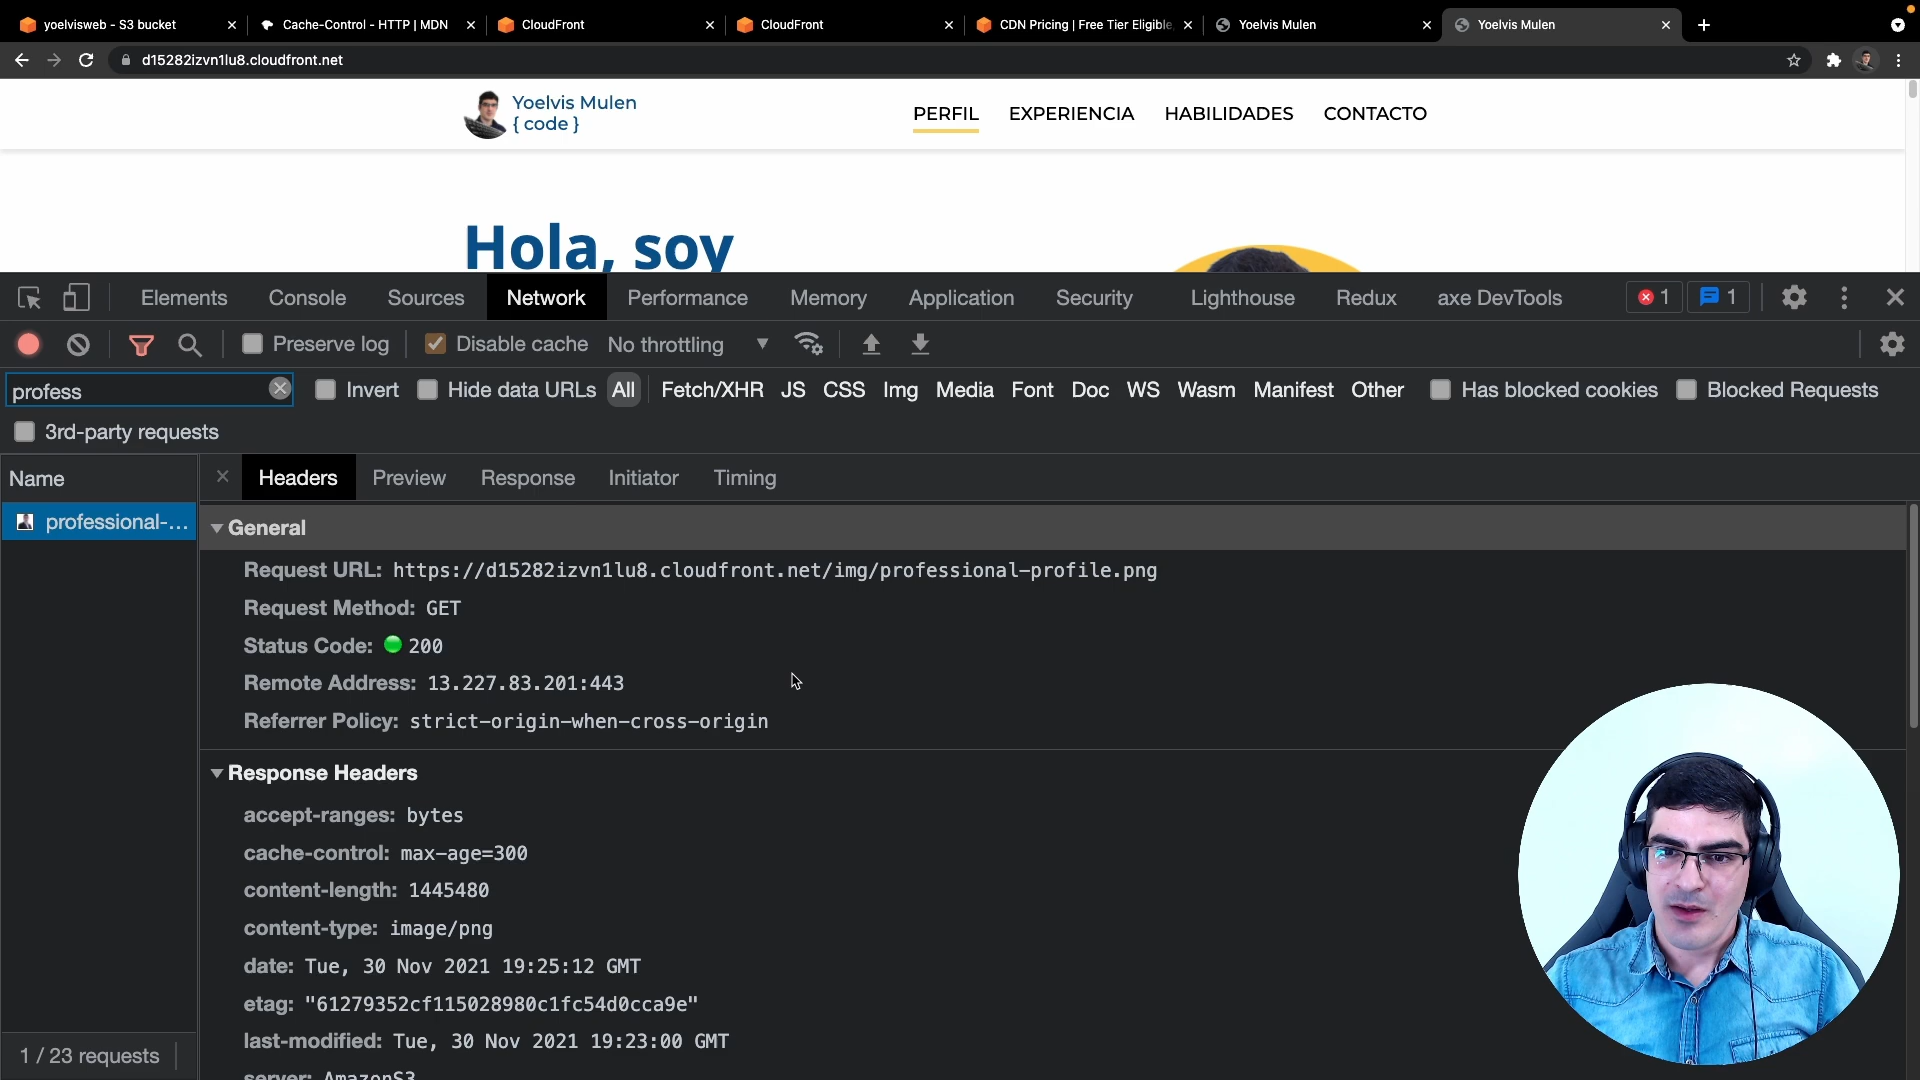 yoelvisweb - S3 bucket
Cache-Control - HTTP | MDN
CloudFront
CloudFront
CDN Pricing | Free Tier Eligible,
Yoelvis Mulen
Yoelvis Mulen
d15282izvn1lu8.cloudfront.net
Yoelvis Mulen
{ code }
PERFIL EXPERIENCIA HABILIDADES CONTACTO
Hola, soy
Elements Console Sources Network Performance Memory Application Security Lighthouse Redux axe DevTools 1 1
Preserve log Disable cache No throttling
profess Invert Hide data URLs All Fetch/XHR JS CSS Img Media Font Doc WS Wasm Manifest Other Has blocked cookies Blocked Requests
3rd-party requests
Name
Headers Preview Response Initiator Timing
professional-...
General
Request URL: https://d15282izvn1lu8.cloudfront.net/img/professional-profile.png
Request Method: GET
Status Code: 200
Remote Address: 13.227.83.201:443
Referrer Policy: strict-origin-when-cross-origin
Response Headers
accept-ranges: bytes
cache-control: max-age=300
content-length: 1445480
content-type: image/png
date: Tue, 30 Nov 2021 19:25:12 GMT
etag: "61279352cf115028980c1fc54d0cca9e"
last-modified: Tue, 30 Nov 2021 19:23:00 GMT
server: AmazonS3
1 / 23 requests